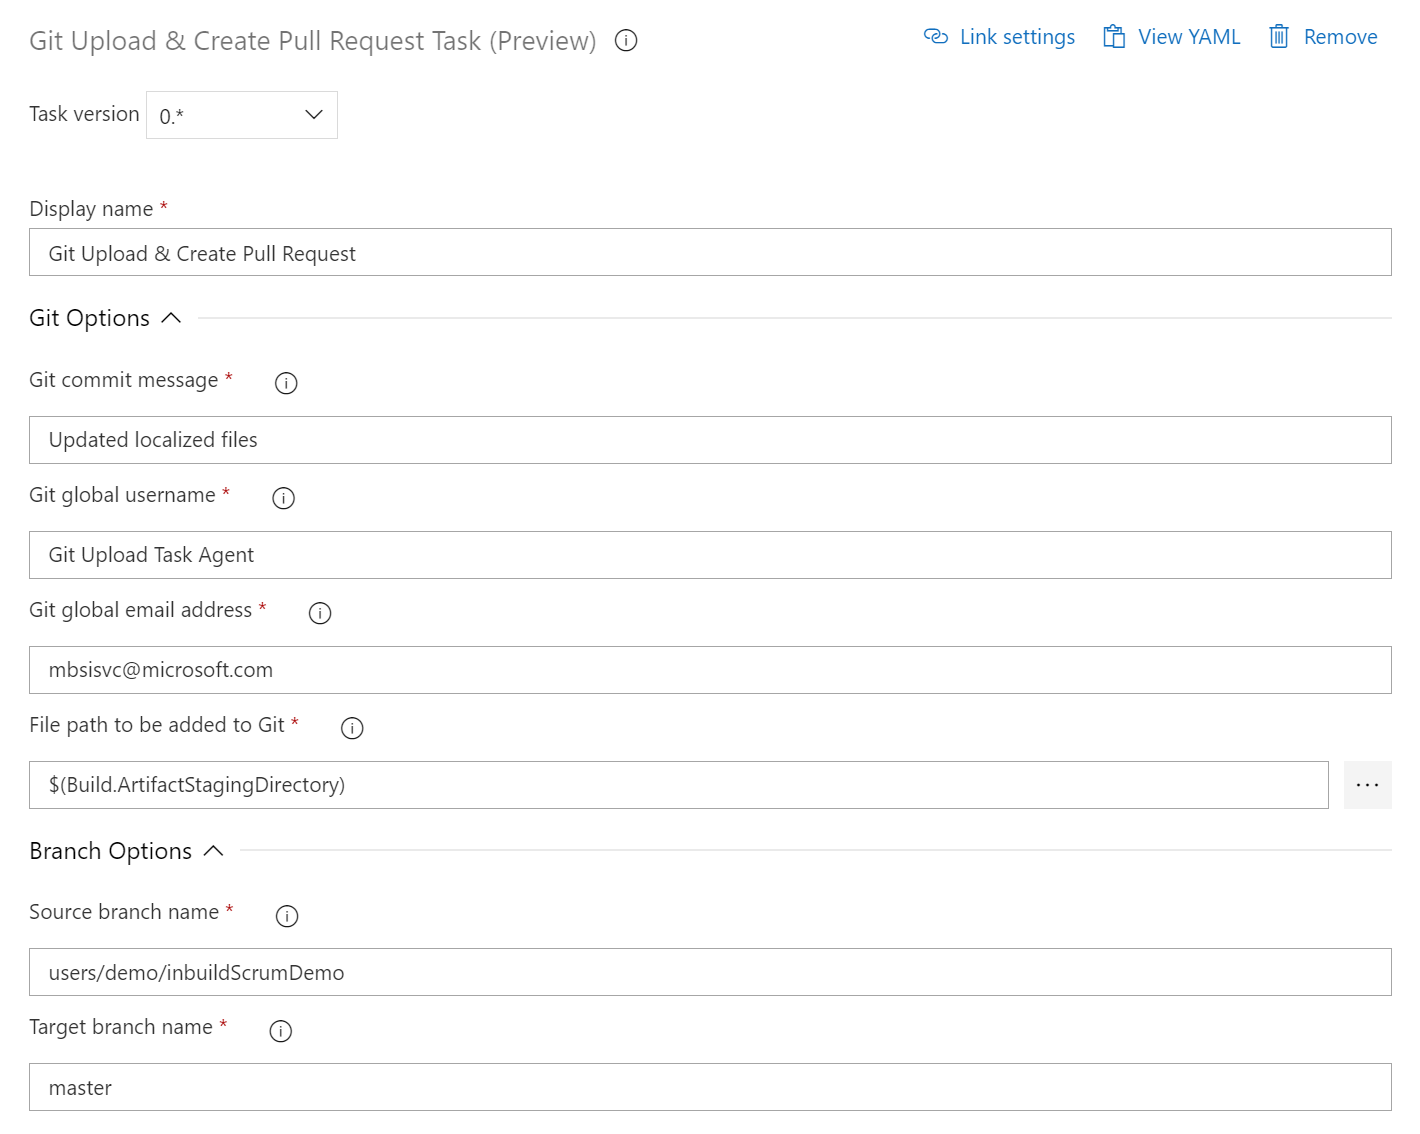 Git Upload & Create Pull Request Task (Preview)
Link settings
View YAML
Remove
Task version
0.*
Display name *
Git Upload & Create Pull Request
Git Options
Git commit message *
Updated localized files
Git global username *
Git Upload Task Agent
Git global email address *
mbsisvc@microsoft.com
File path to be added to Git *
$(Build.ArtifactStagingDirectory)
...
Branch Options
Source branch name *
users/demo/inbuildScrumDemo
Target branch name *
master